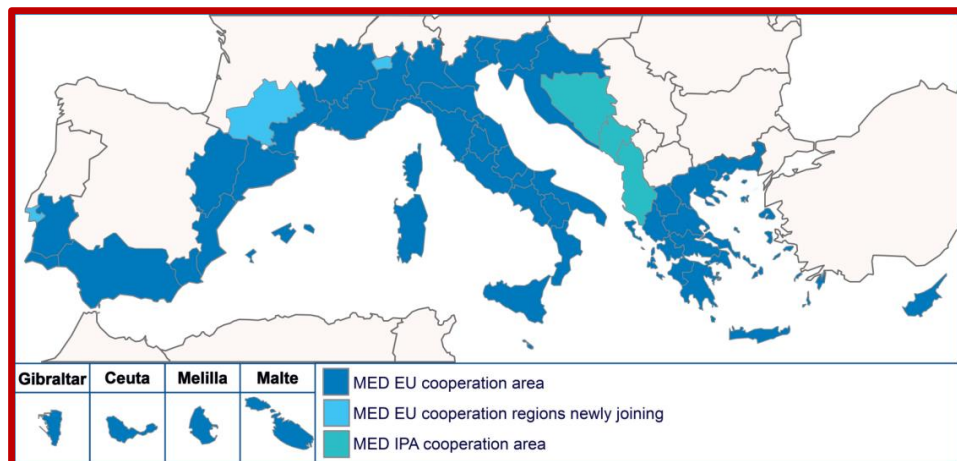 Gibraltar
Ceuta
Melilla
Malte
MED EU cooperation area
MED EU cooperation regions newly joining
MED IPA cooperation area